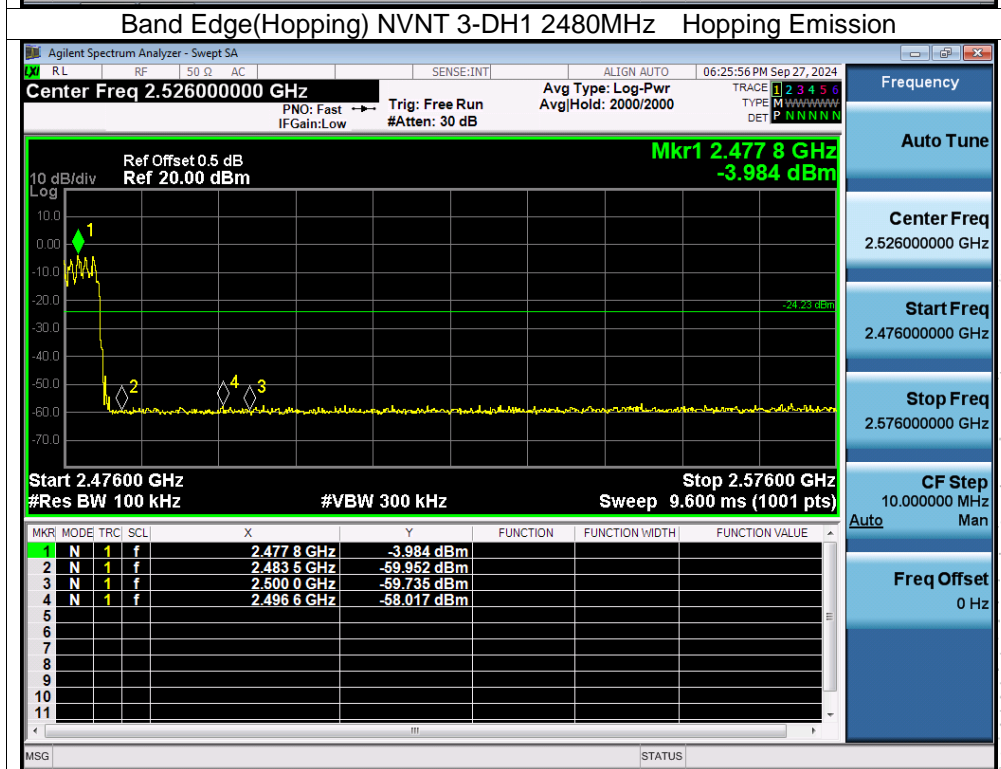 Band Edge(Hopping) NVNT 3-DH1 2480MHz Hopping Emission
Agilent Spectrum Analyzer - Swept SA
LXI RL RF 50 Ω AC SENSE:INT ALIGN AUTO 06:25:56 PM Sep 27, 2024
Center Freq 2.526000000 GHz
PNO: Fast
IFGain:Low
Trig: Free Run
#Atten: 30 dB
Avg Type: Log-Pwr
Avg|Hold: 2000/2000
TRACE 1 2 3 4 5 6
TYPE M WWWWW
DET P N N N N N
Frequency
Mkr1 2.477 8 GHz
-3.984 dBm
Ref Offset 0.5 dB
10 dB/div Ref 20.00 dBm
Log
10.0
0.00
-10.0
-20.0
-30.0
-40.0
-50.0
-60.0
-70.0
1
2
4
3
-24.23 dBm
Start 2.47600 GHz Stop 2.57600 GHz
#Res BW 100 kHz #VBW 300 kHz Sweep 9.600 ms (1001 pts)
MKR MODE TRC SCL X Y FUNCTION FUNCTION WIDTH FUNCTION VALUE
1 N 1 f 2.477 8 GHz -3.984 dBm
2 N 1 f 2.483 5 GHz -59.952 dBm
3 N 1 f 2.500 0 GHz -59.735 dBm
4 N 1 f 2.496 6 GHz -58.017 dBm
5
6
7
8
9
10
11
MSG STATUS
Auto Tune
Center Freq
2.526000000 GHz
Start Freq
2.476000000 GHz
Stop Freq
2.576000000 GHz
CF Step
10.000000 MHz
Auto Man
Freq Offset
0 Hz